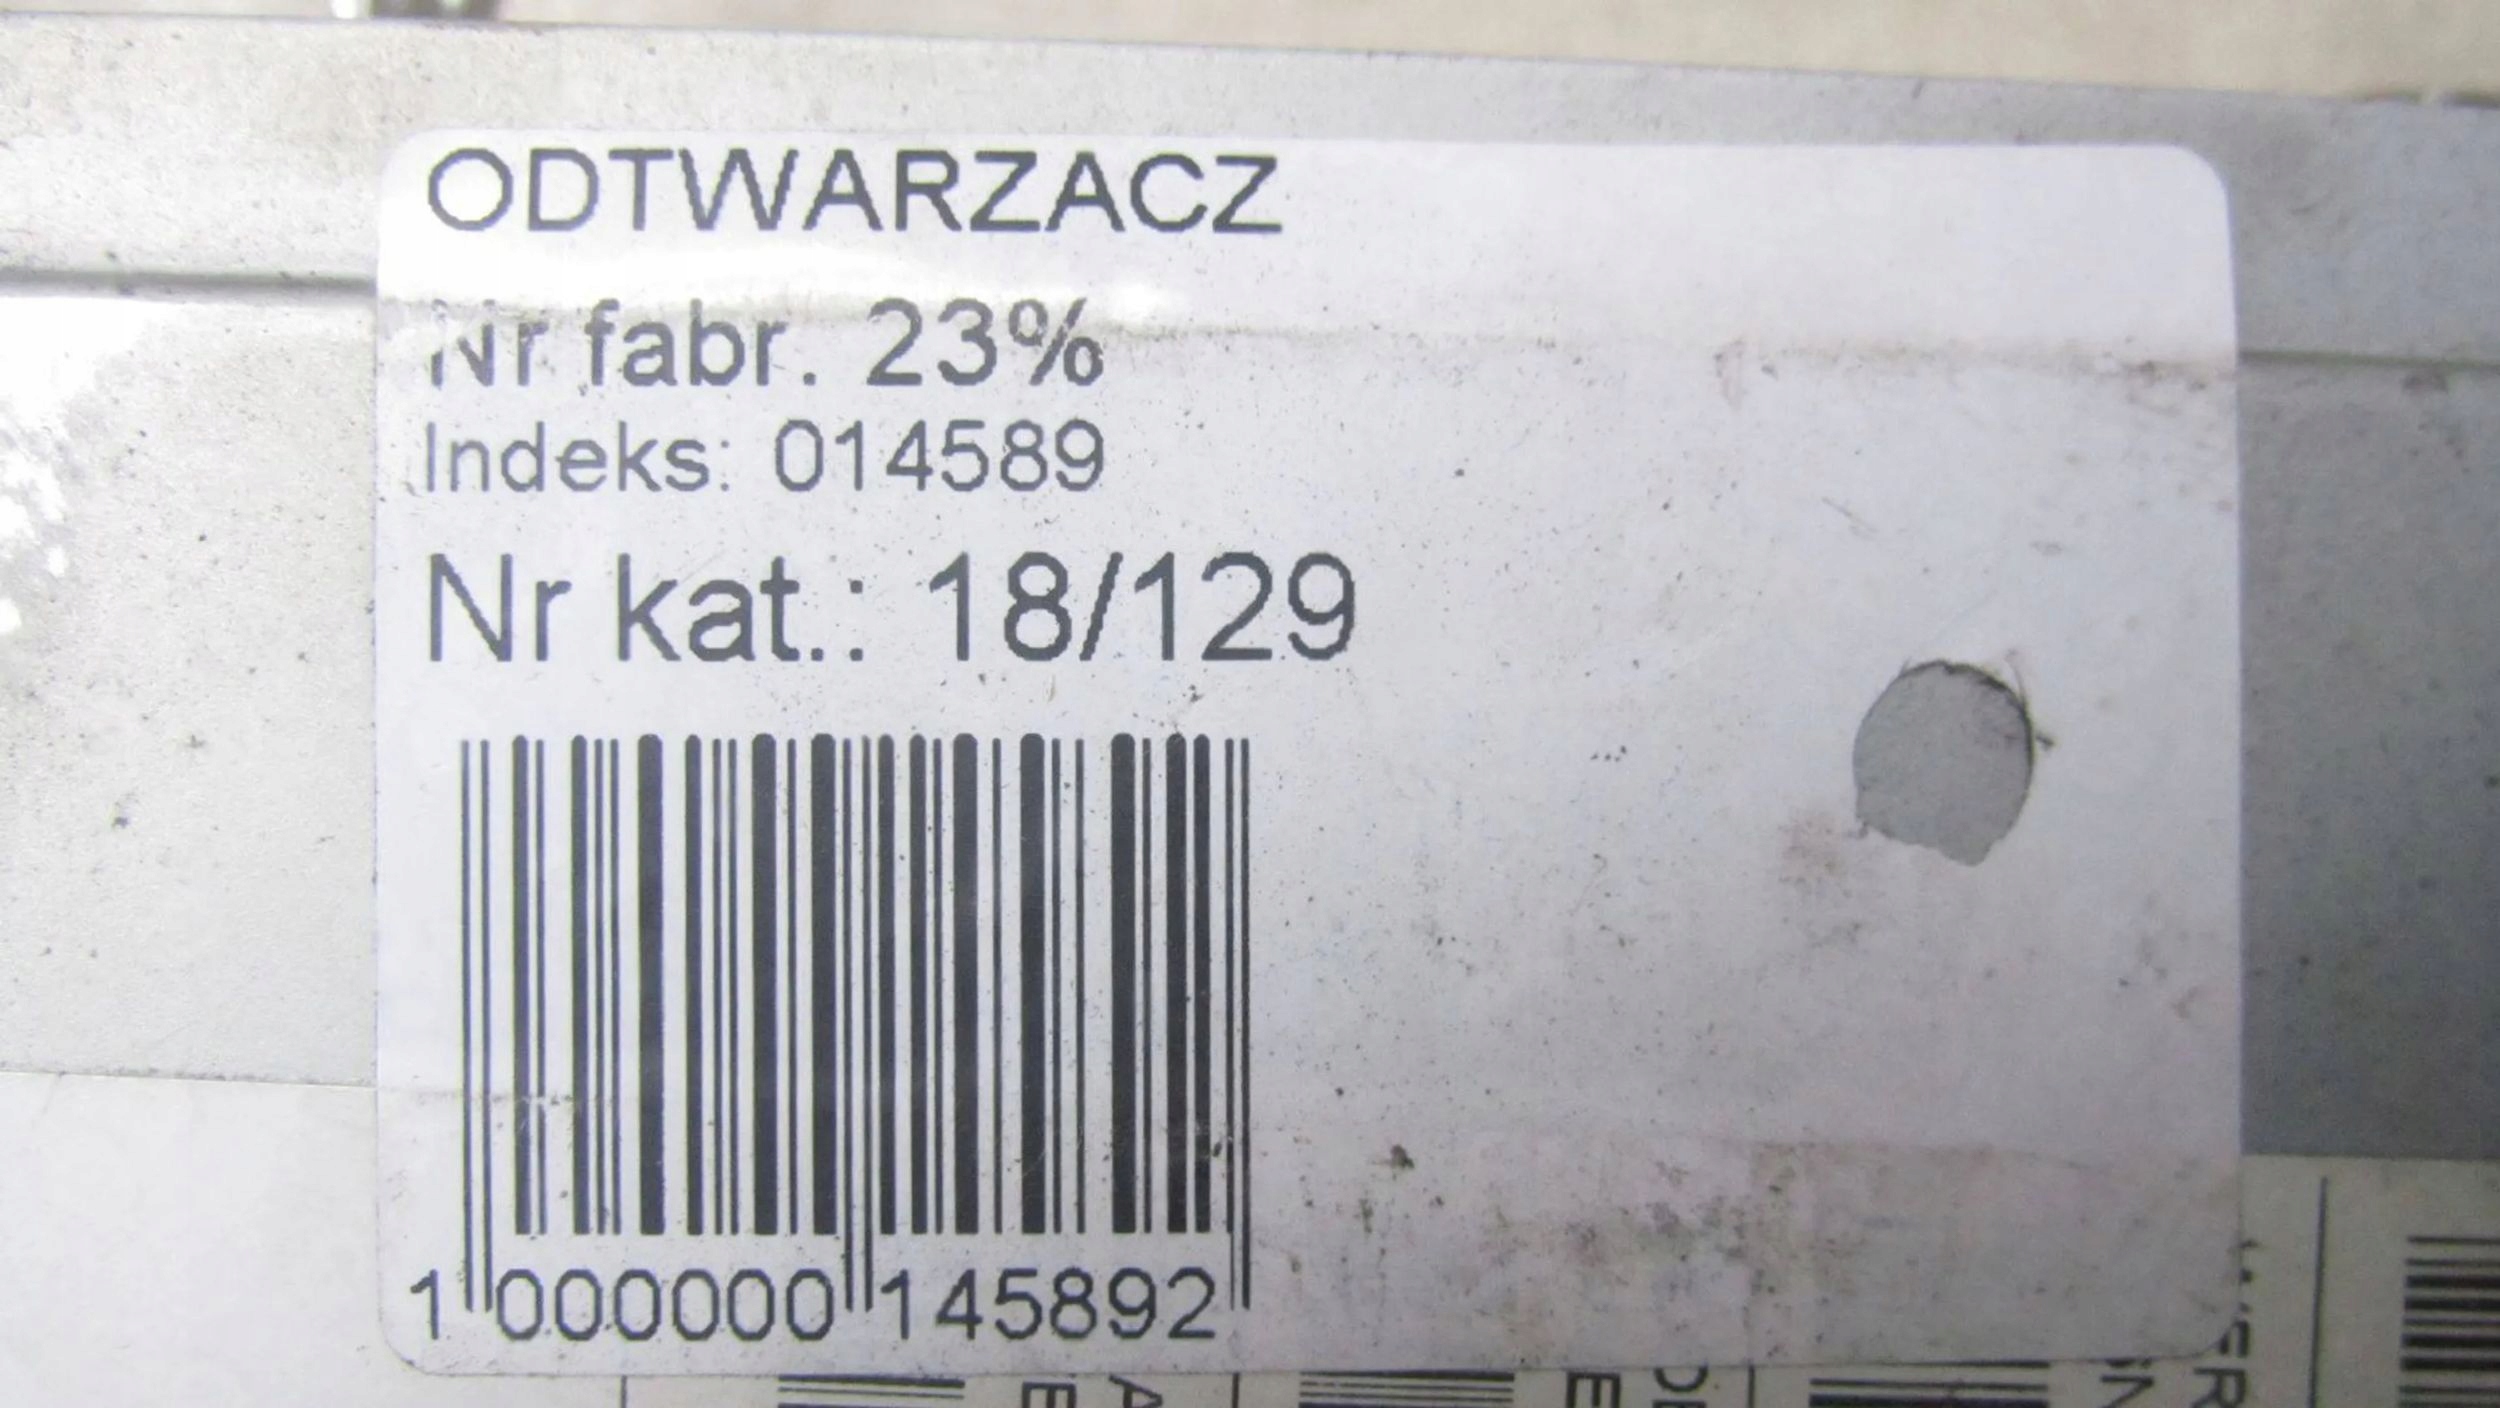 ODTWARZACZ
Nr fabr. 23%
Indeks: 014589
Nr kat.: 18/129
1 000000 145892